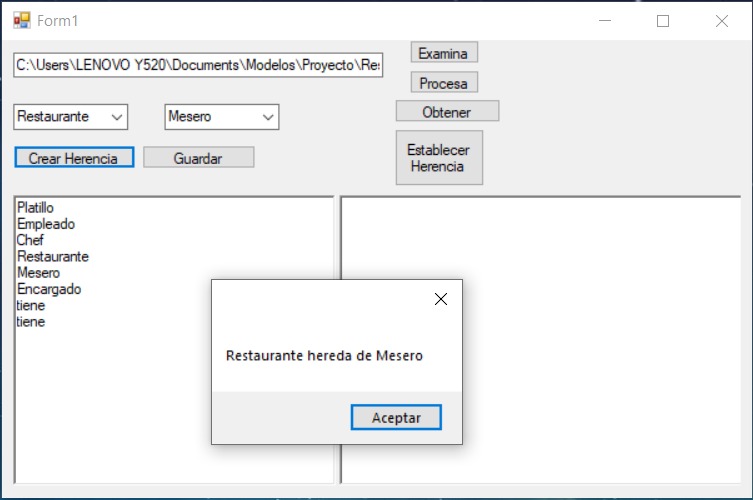 Form1
C:\Users\LENOVO Y520\Documents\Modelos\Proyecto\Res
Examina
Procesa
Restaurante
Mesero
Obtener
Crear Herencia
Guardar
Establecer
Herencia
Platillo
Empleado
Chef
Restaurante
Mesero
Encargado
tiene
tiene
Restaurante hereda de Mesero
Aceptar